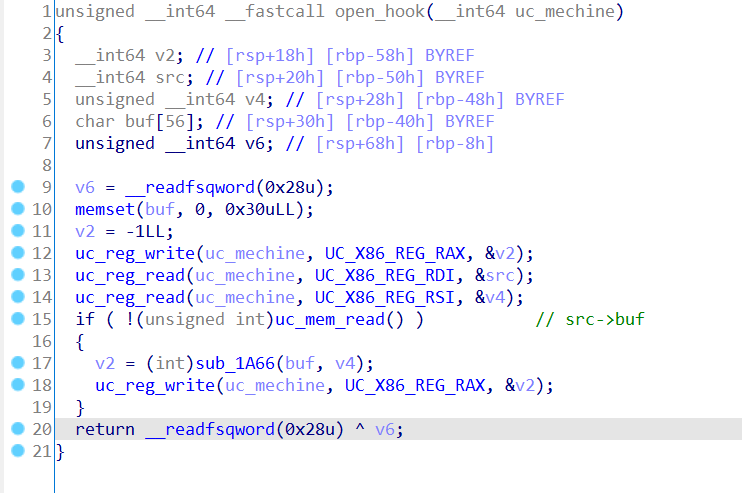 1 unsigned __int64 __fastcall open_hook(__int64 uc_mechine)
2 {
3   __int64 v2; // [rsp+18h] [rbp-58h] BYREF
4   __int64 src; // [rsp+20h] [rbp-50h] BYREF
5   unsigned __int64 v4; // [rsp+28h] [rbp-48h] BYREF
6   char buf[56]; // [rsp+30h] [rbp-40h] BYREF
7   unsigned __int64 v6; // [rsp+68h] [rbp-8h]
8
9   v6 = __readfsqword(0x28u);
10   memset(buf, 0, 0x30uLL);
11   v2 = -1LL;
12   uc_reg_write(uc_mechine, UC_X86_REG_RAX, &v2);
13   uc_reg_read(uc_mechine, UC_X86_REG_RDI, &src);
14   uc_reg_read(uc_mechine, UC_X86_REG_RSI, &v4);
15   if ( !(unsigned int)uc_mem_read() )           // src->buf
16   {
17     v2 = (int)sub_1A66(buf, v4);
18     uc_reg_write(uc_mechine, UC_X86_REG_RAX, &v2);
19   }
20   return __readfsqword(0x28u) ^ v6;
21 }